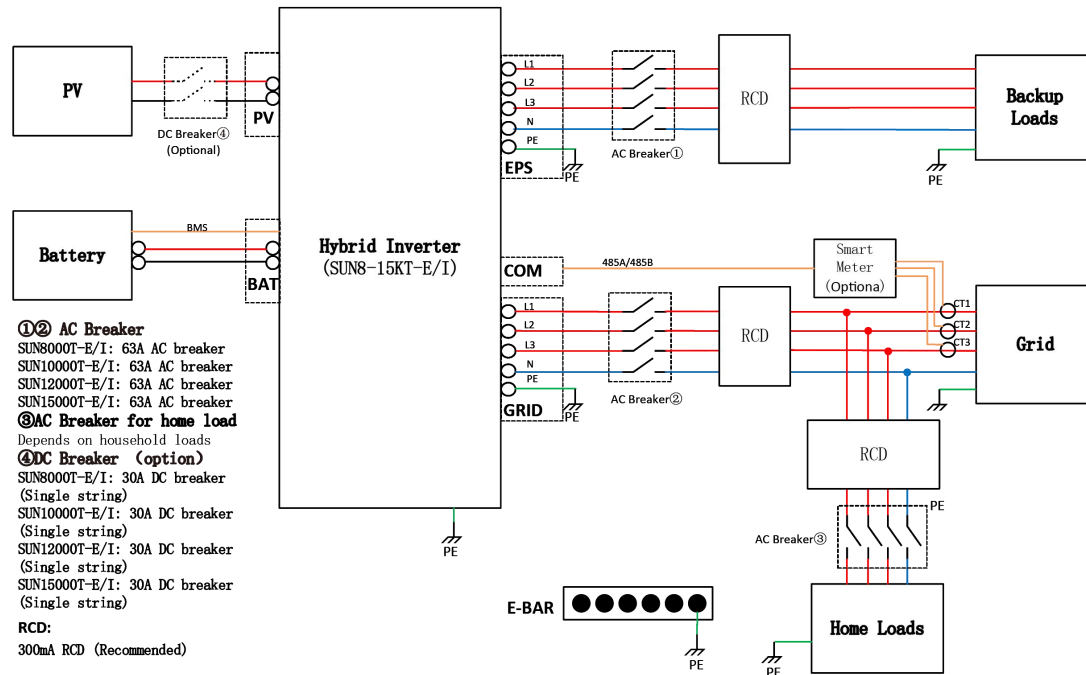 PV
DC Breaker④
(Optional)
PV
L1
L2
L3
N
PE
EPS
PE
AC Breaker①
RCD
Backup
Loads
PE
Battery
BMS
BAT
Hybrid Inverter
(SUN8-15KT-E/I)
COM
485A/485B
Smart
Meter
(Optiona)
L1
L2
L3
N
PE
GRID
PE
AC Breaker②
RCD
CT1
CT2
CT3
Grid
①② AC Breaker
SUN8000T-E/I: 63A AC breaker
SUN10000T-E/I: 63A AC breaker
SUN12000T-E/I: 63A AC breaker
SUN15000T-E/I: 63A AC breaker
③AC Breaker for home load
Depends on household loads
④DC Breaker （option）
SUN8000T-E/I: 30A DC breaker
(Single string)
SUN10000T-E/I: 30A DC breaker
(Single string)
SUN12000T-E/I: 30A DC breaker
(Single string)
SUN15000T-E/I: 30A DC breaker
(Single string)
RCD:
300mA RCD (Recommended)
PE
RCD
PE
AC Breaker③
E-BAR
PE
Home Loads
PE